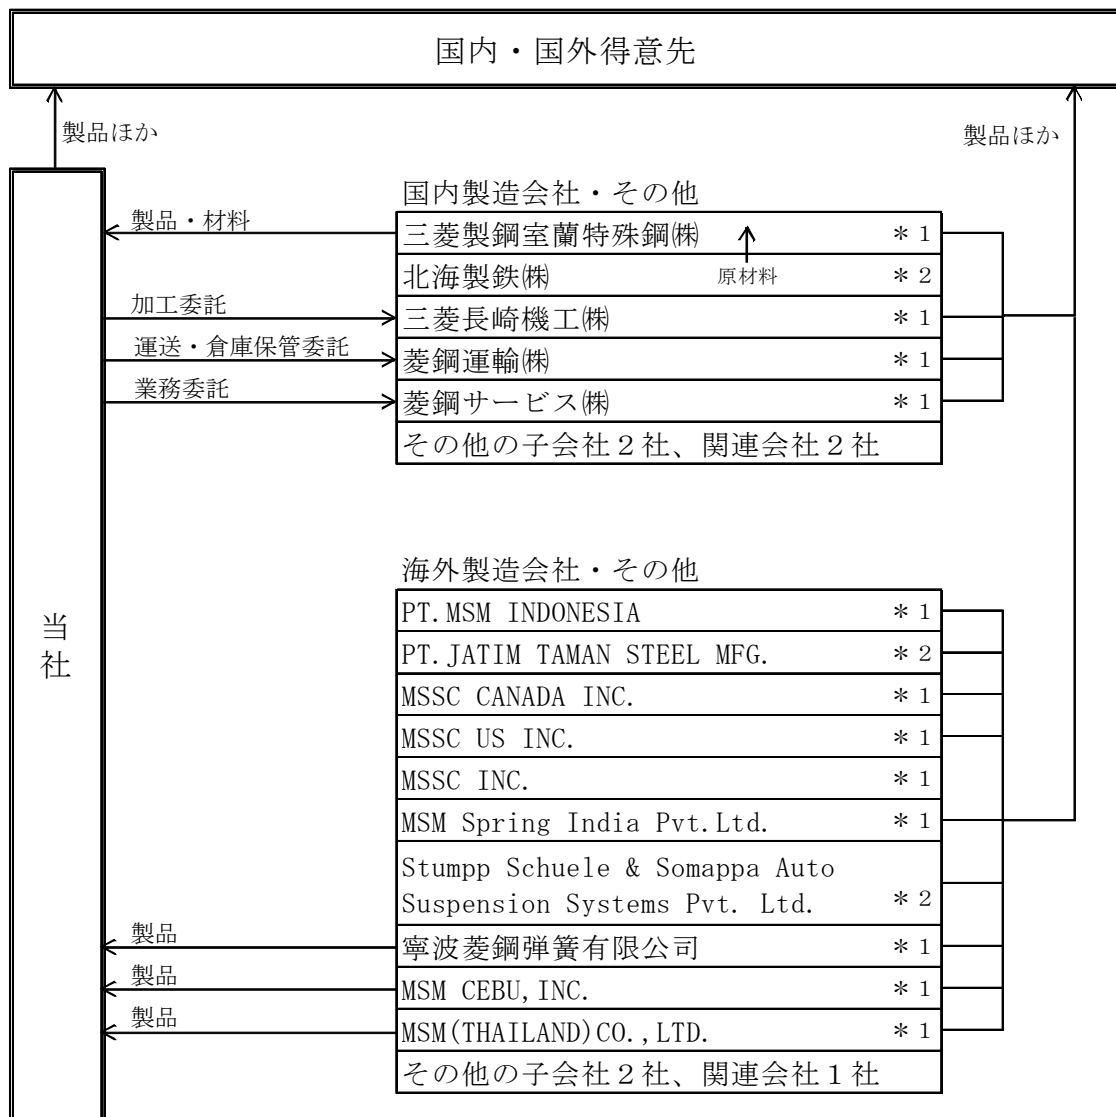 国内・国外得意先
製品ほか
製品ほか
国内製造会社・その他
製品・材料
三菱製鋼室蘭特殊鋼㈱
＊1
北海製鉄㈱
原材料
＊2
加工委託
三菱長崎機工㈱
＊1
運送・倉庫保管委託
菱鋼運輸㈱
＊1
業務委託
菱鋼サービス㈱
＊1
その他の子会社２社、関連会社２社
海外製造会社・その他
当社
PT.MSM INDONESIA
＊1
PT.JATIM TAMAN STEEL MFG.
＊2
MSSC CANADA INC.
＊1
MSSC US INC.
＊1
MSSC INC.
＊1
MSM Spring India Pvt.Ltd.
＊1
Stumpp Schuele & Somappa Auto
Suspension Systems Pvt. Ltd.
＊2
製品
寧波菱鋼弾簧有限公司
＊1
製品
MSM CEBU,INC.
＊1
製品
MSM(THAILAND)CO.,LTD.
＊1
その他の子会社２社、関連会社１社